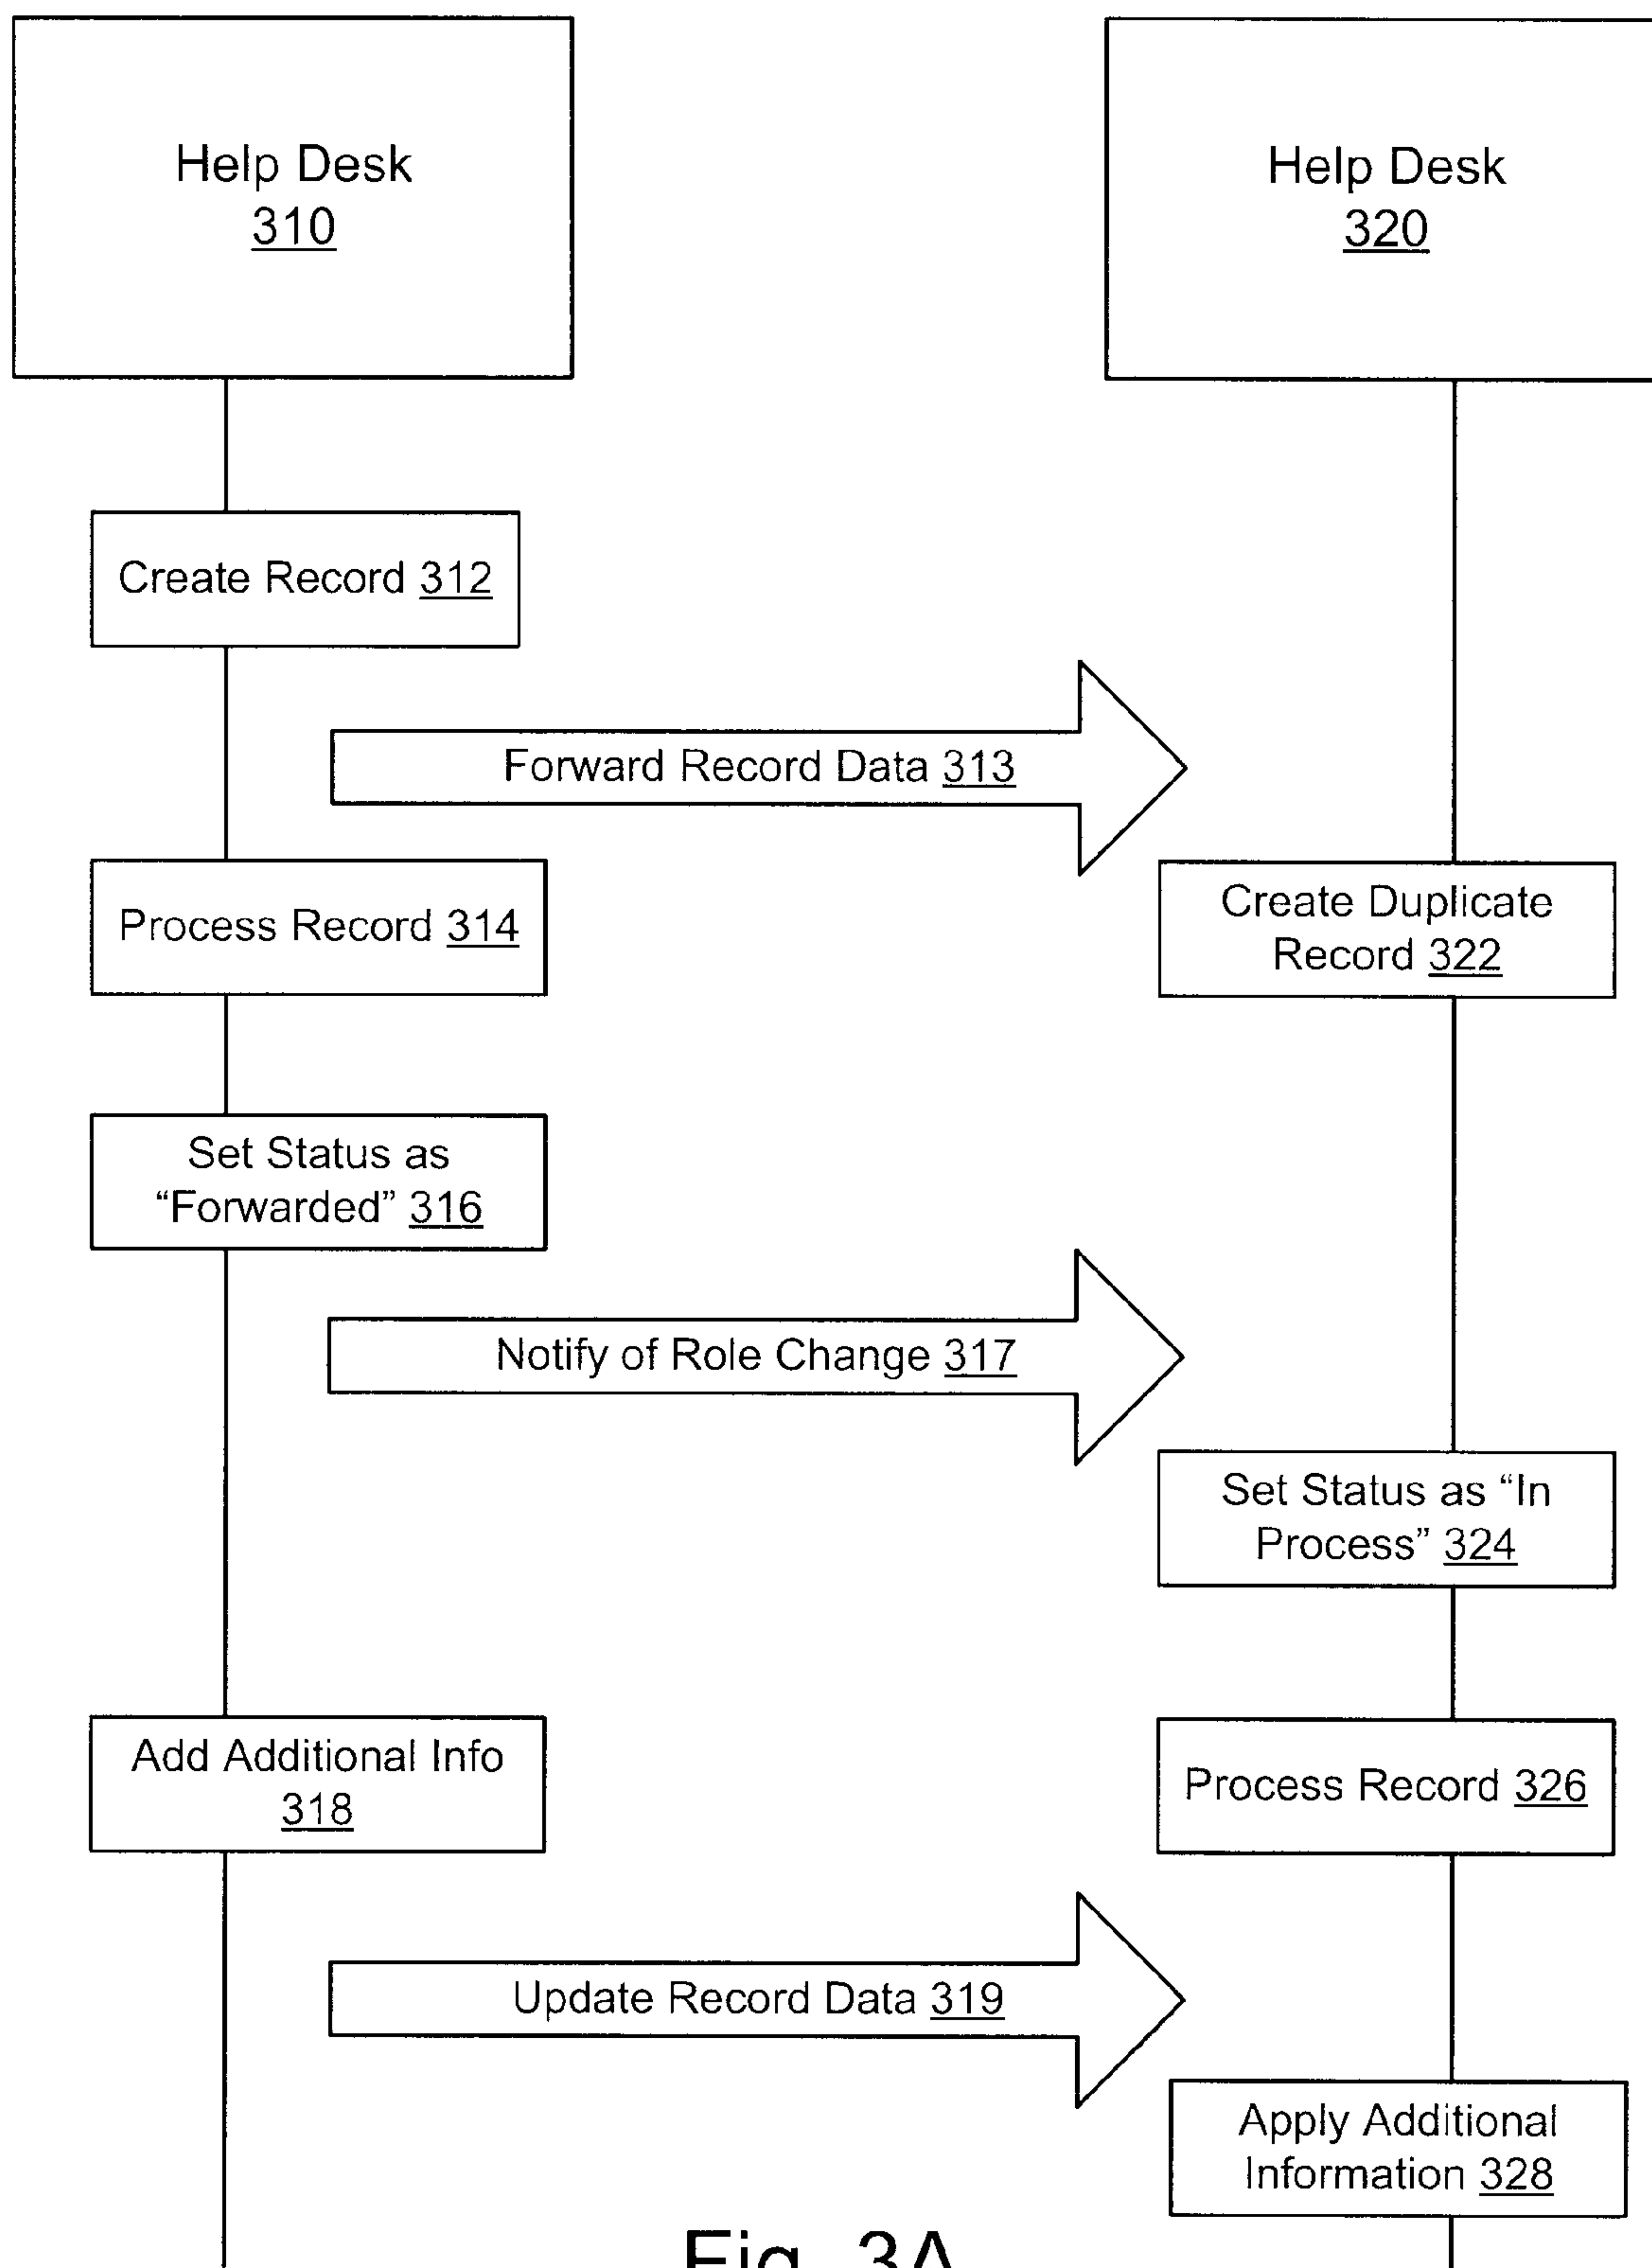 Help Desk
310
Help Desk
320
Create Record 312
Forward Record Data 313
Process Record 314
Create Duplicate
Record 322
Set Status as
“Forwarded” 316
Notify of Role Change 317
Set Status as “In
Process” 324
Add Additional Info
318
Process Record 326
Update Record Data 319
Apply Additional
Information 328
Fig. 3A